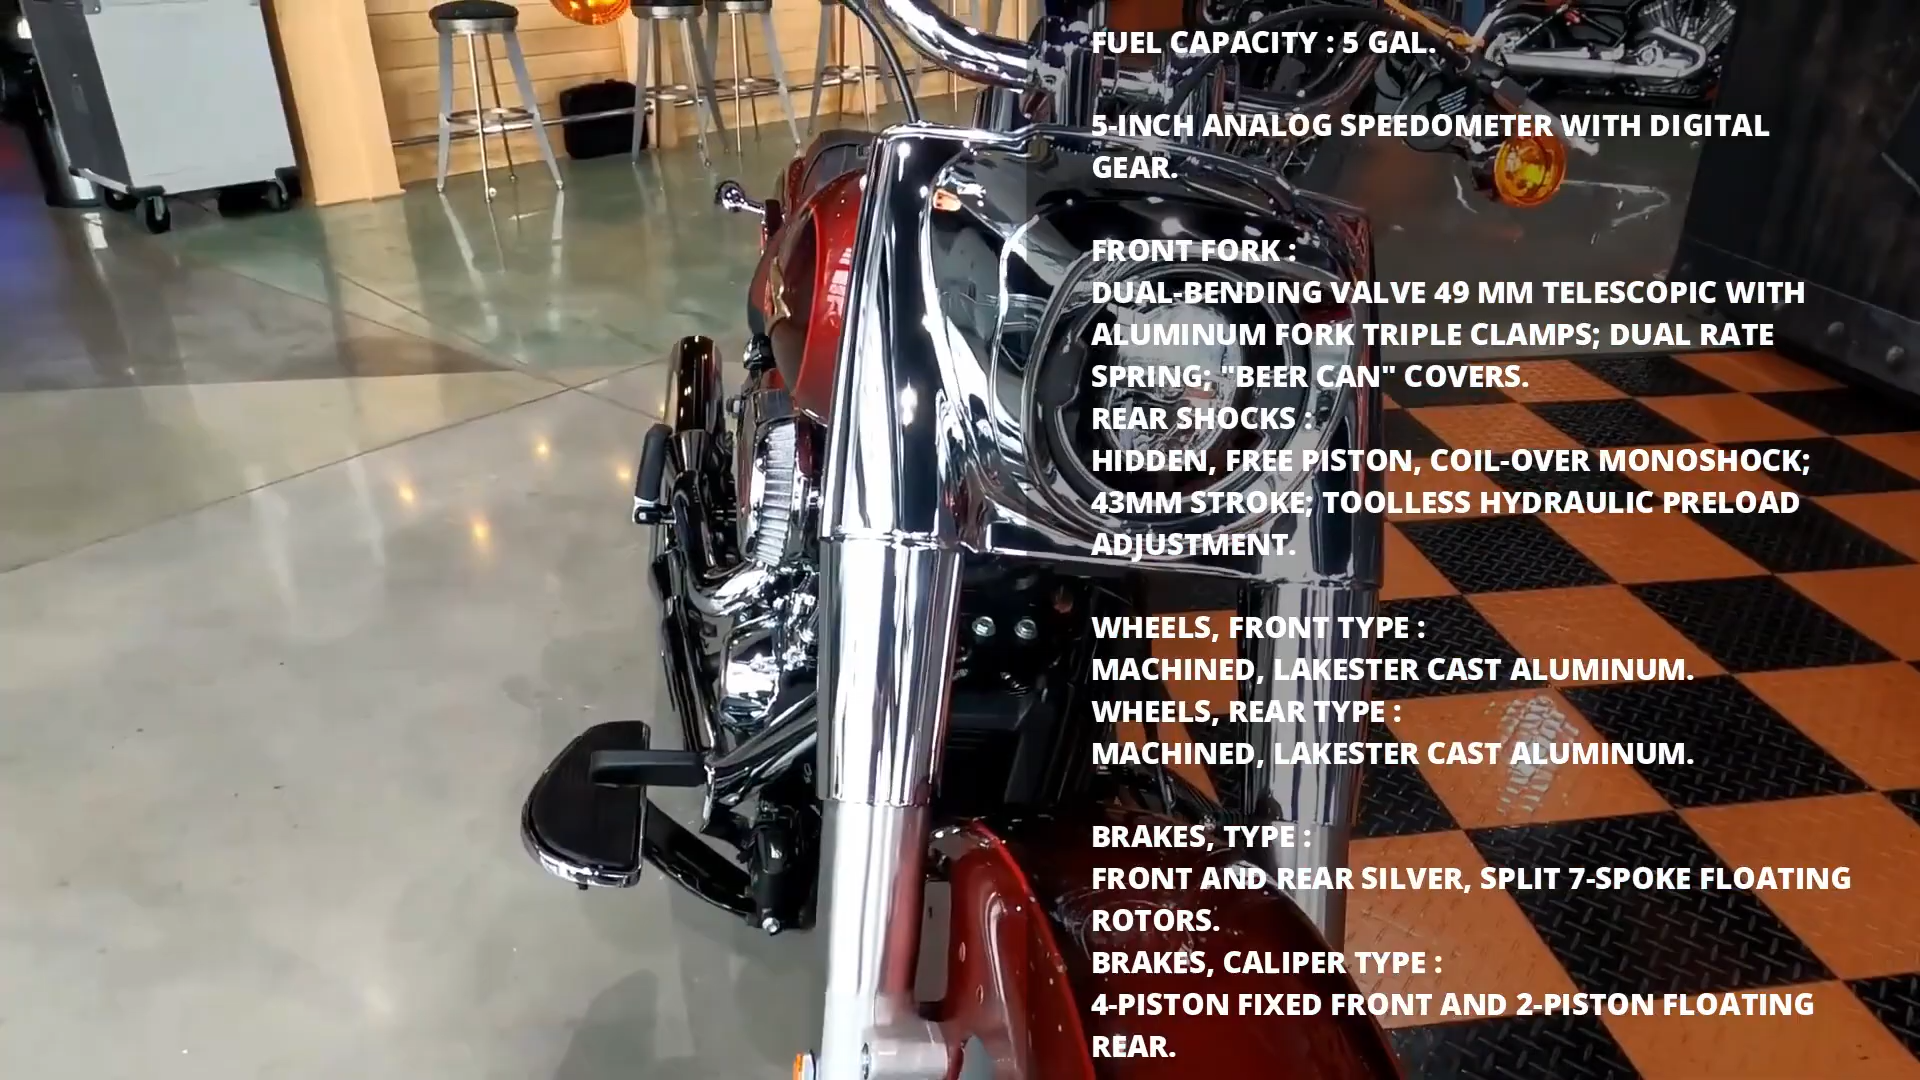 FUEL CAPACITY : 5 GAL.
5-INCH ANALOG SPEEDOMETER WITH DIGITAL
GEAR.
FRONT FORK :
DUAL-BENDING VALVE 49 MM TELESCOPIC WITH
ALUMINUM FORK TRIPLE CLAMPS; DUAL RATE
SPRING; "BEER CAN" COVERS.
REAR SHOCKS :
HIDDEN, FREE PISTON, COIL-OVER MONOSHOCK;
43MM STROKE; TOOLLESS HYDRAULIC PRELOAD
ADJUSTMENT.
WHEELS, FRONT TYPE :
MACHINED, LAKESTER CAST ALUMINUM.
WHEELS, REAR TYPE :
MACHINED, LAKESTER CAST ALUMINUM.
BRAKES, TYPE :
FRONT AND REAR SILVER, SPLIT 7-SPOKE FLOATING
ROTORS.
BRAKES, CALIPER TYPE :
4-PISTON FIXED FRONT AND 2-PISTON FLOATING
REAR.